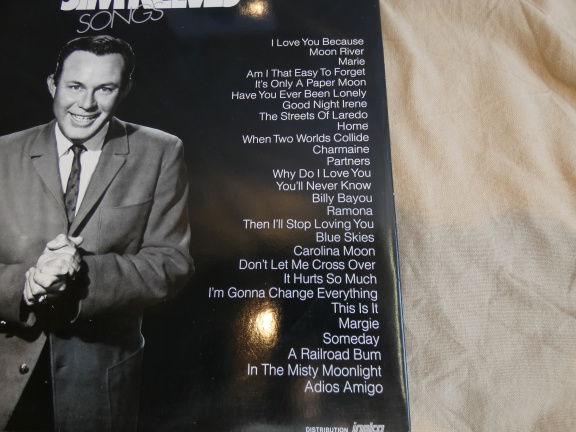 SONGS
I Love You Because
Moon River
Marie
Am I That Easy To Forget
It's Only A Paper Moon
Have You Ever Been Lonely
Good Night Irene
The Streets Of Laredo
Home
When Two Worlds Collide
Charmaine
Partners
Why Do I Love You
You'll Never Know
Billy Bayou
Ramona
Then I'll Stop Loving You
Blue Skies
Carolina Moon
Don't Let Me Cross Over
It Hurts So Much
I'm Gonna Change Everything
This Is It
Margie
Someday
A Railroad Bum
In The Misty Moonlight
Adios Amigo
DISTRIBUTION